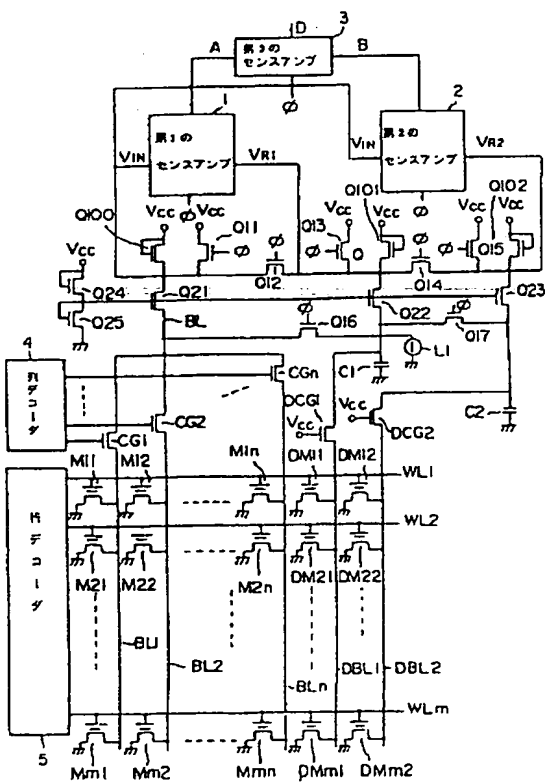 3
D
A
第3の
センスアンプ
B
φ
1
2
第1の
センスアンプ
VIN
VR1
VIN
第2の
センスアンプ
VR2
φ
φ
Q100
VCC
VCC
Q11
φ
Q12
φ
Q13
VCC
φ
Q
Q101
VCC
φ
Q14
Q102
VCC
VCC
φ
Q15
VCC
Q24
Q25
Q21
BL
Q22
Q23
φ
Q16
φ
Q17
L1
C1
C2
4
列デコーダ
CGn
CG2
CG1
DCG1
VCC
VCC
DCG2
M11
M12
M1n
DM11
DM12
WL1
WL2
行デコーダ
M21
M22
M2n
DM21
DM22
BL1
BL2
BLn
DBL1
DBL2
WLm
5
Mm1
Mm2
Mmn
DMm1
DMm2